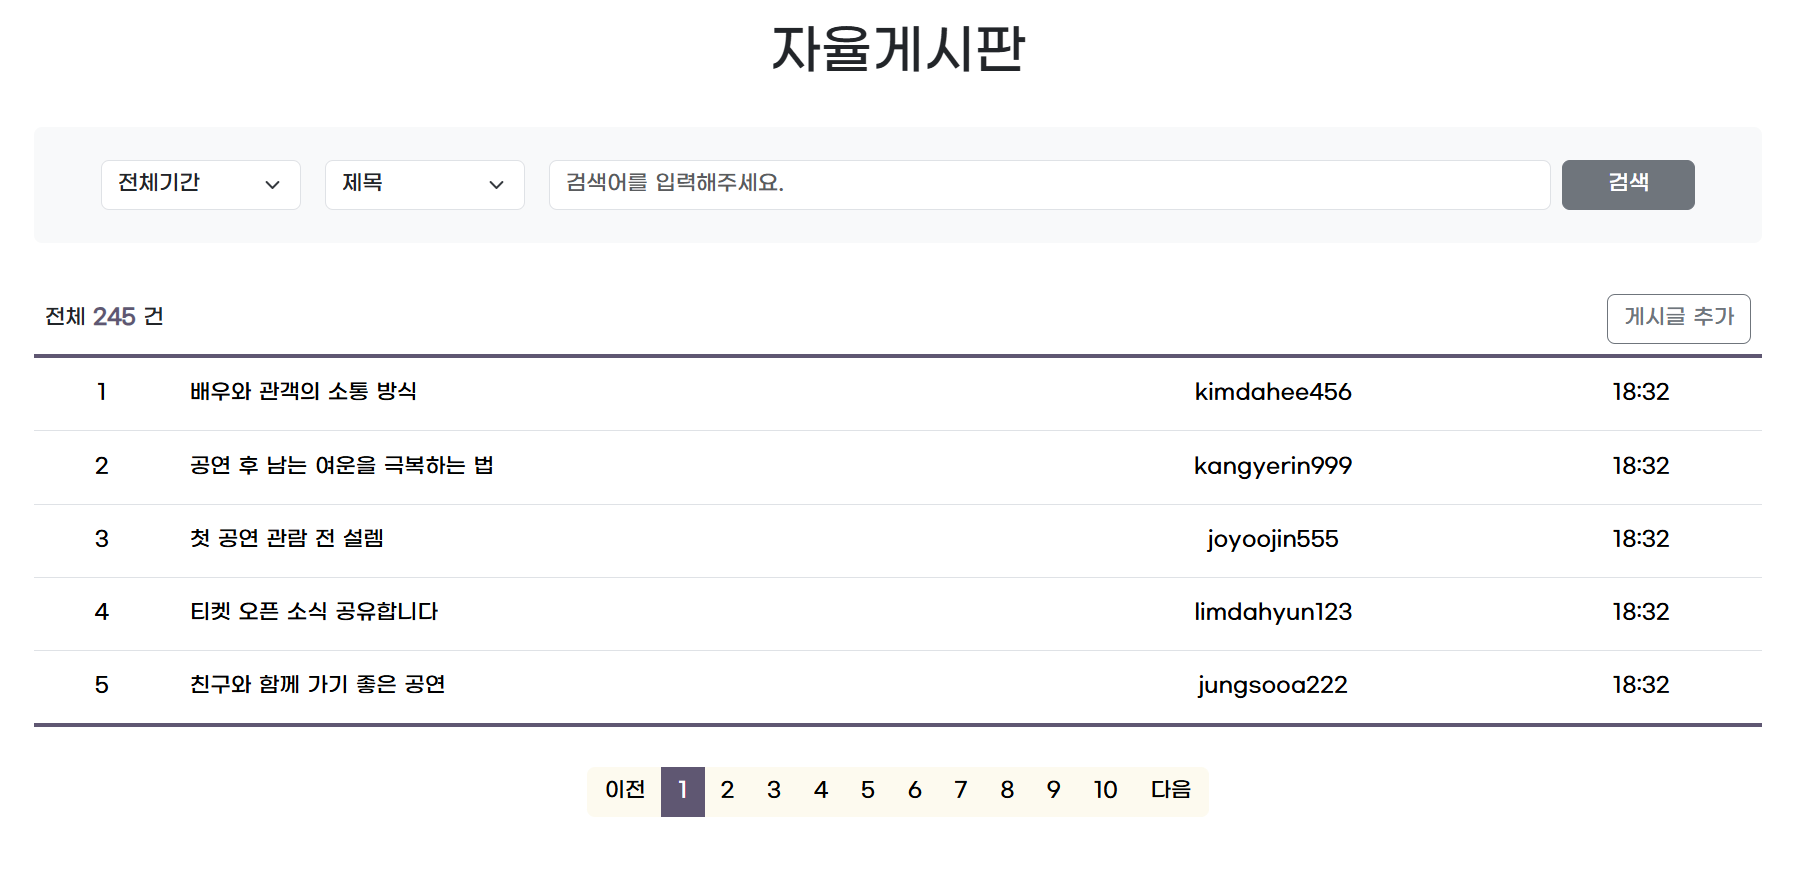 자율게시판
전체기간 제목 검색어를 입력해주세요. 검색
전체 245 건 게시글 추가
1 배우와 관객의 소통 방식 kimdahee456 18:32
2 공연 후 남는 여운을 극복하는 법 kangyerin999 18:32
3 첫 공연 관람 전 설렘 joyoojin555 18:32
4 티켓 오픈 소식 공유합니다 limdahyun123 18:32
5 친구와 함께 가기 좋은 공연 jungsooa222 18:32
이전 1 2 3 4 5 6 7 8 9 10 다음